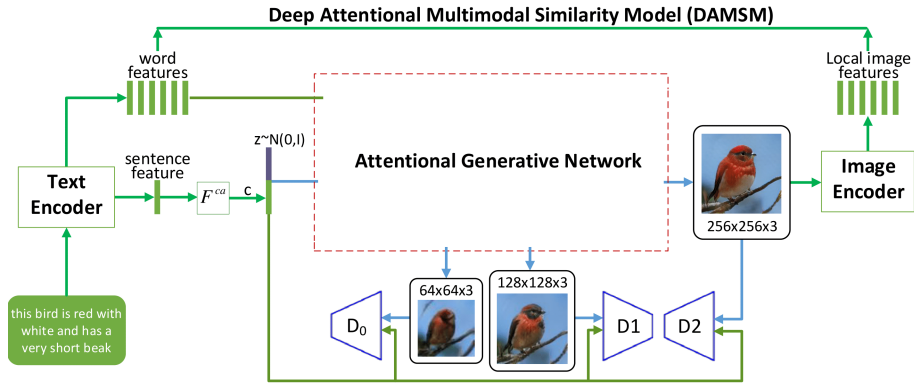 Deep Attentional Multimodal Similarity Model (DAMSM)
word
features
Local image
features
z~N(0,I)
Attentional Generative Network
sentence
feature
Text
Encoder
F^{ca}
c
Image
Encoder
256x256x3
64x64x3
128x128x3
D₀
D1
D2
this bird is red with
white and has a
very short beak